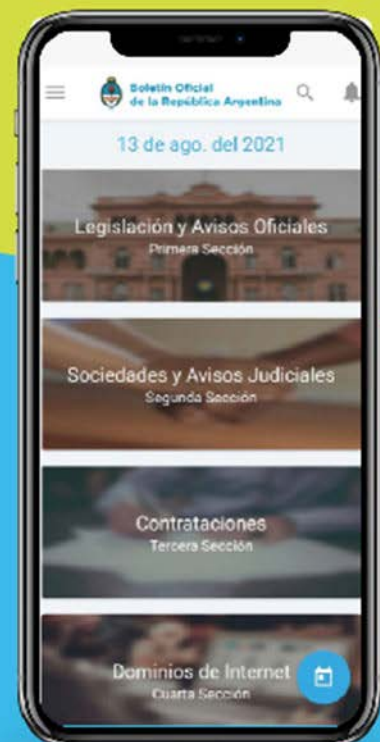 Boletín Oficial
de la República Argentina
13 de ago. del 2021
Legislación y Avisos Oficiales
Primera Sección
Sociedades y Avisos Judiciales
Segunda Sección
Contrataciones
Tercera Sección
Dominios de Internet
Cuarta Sección